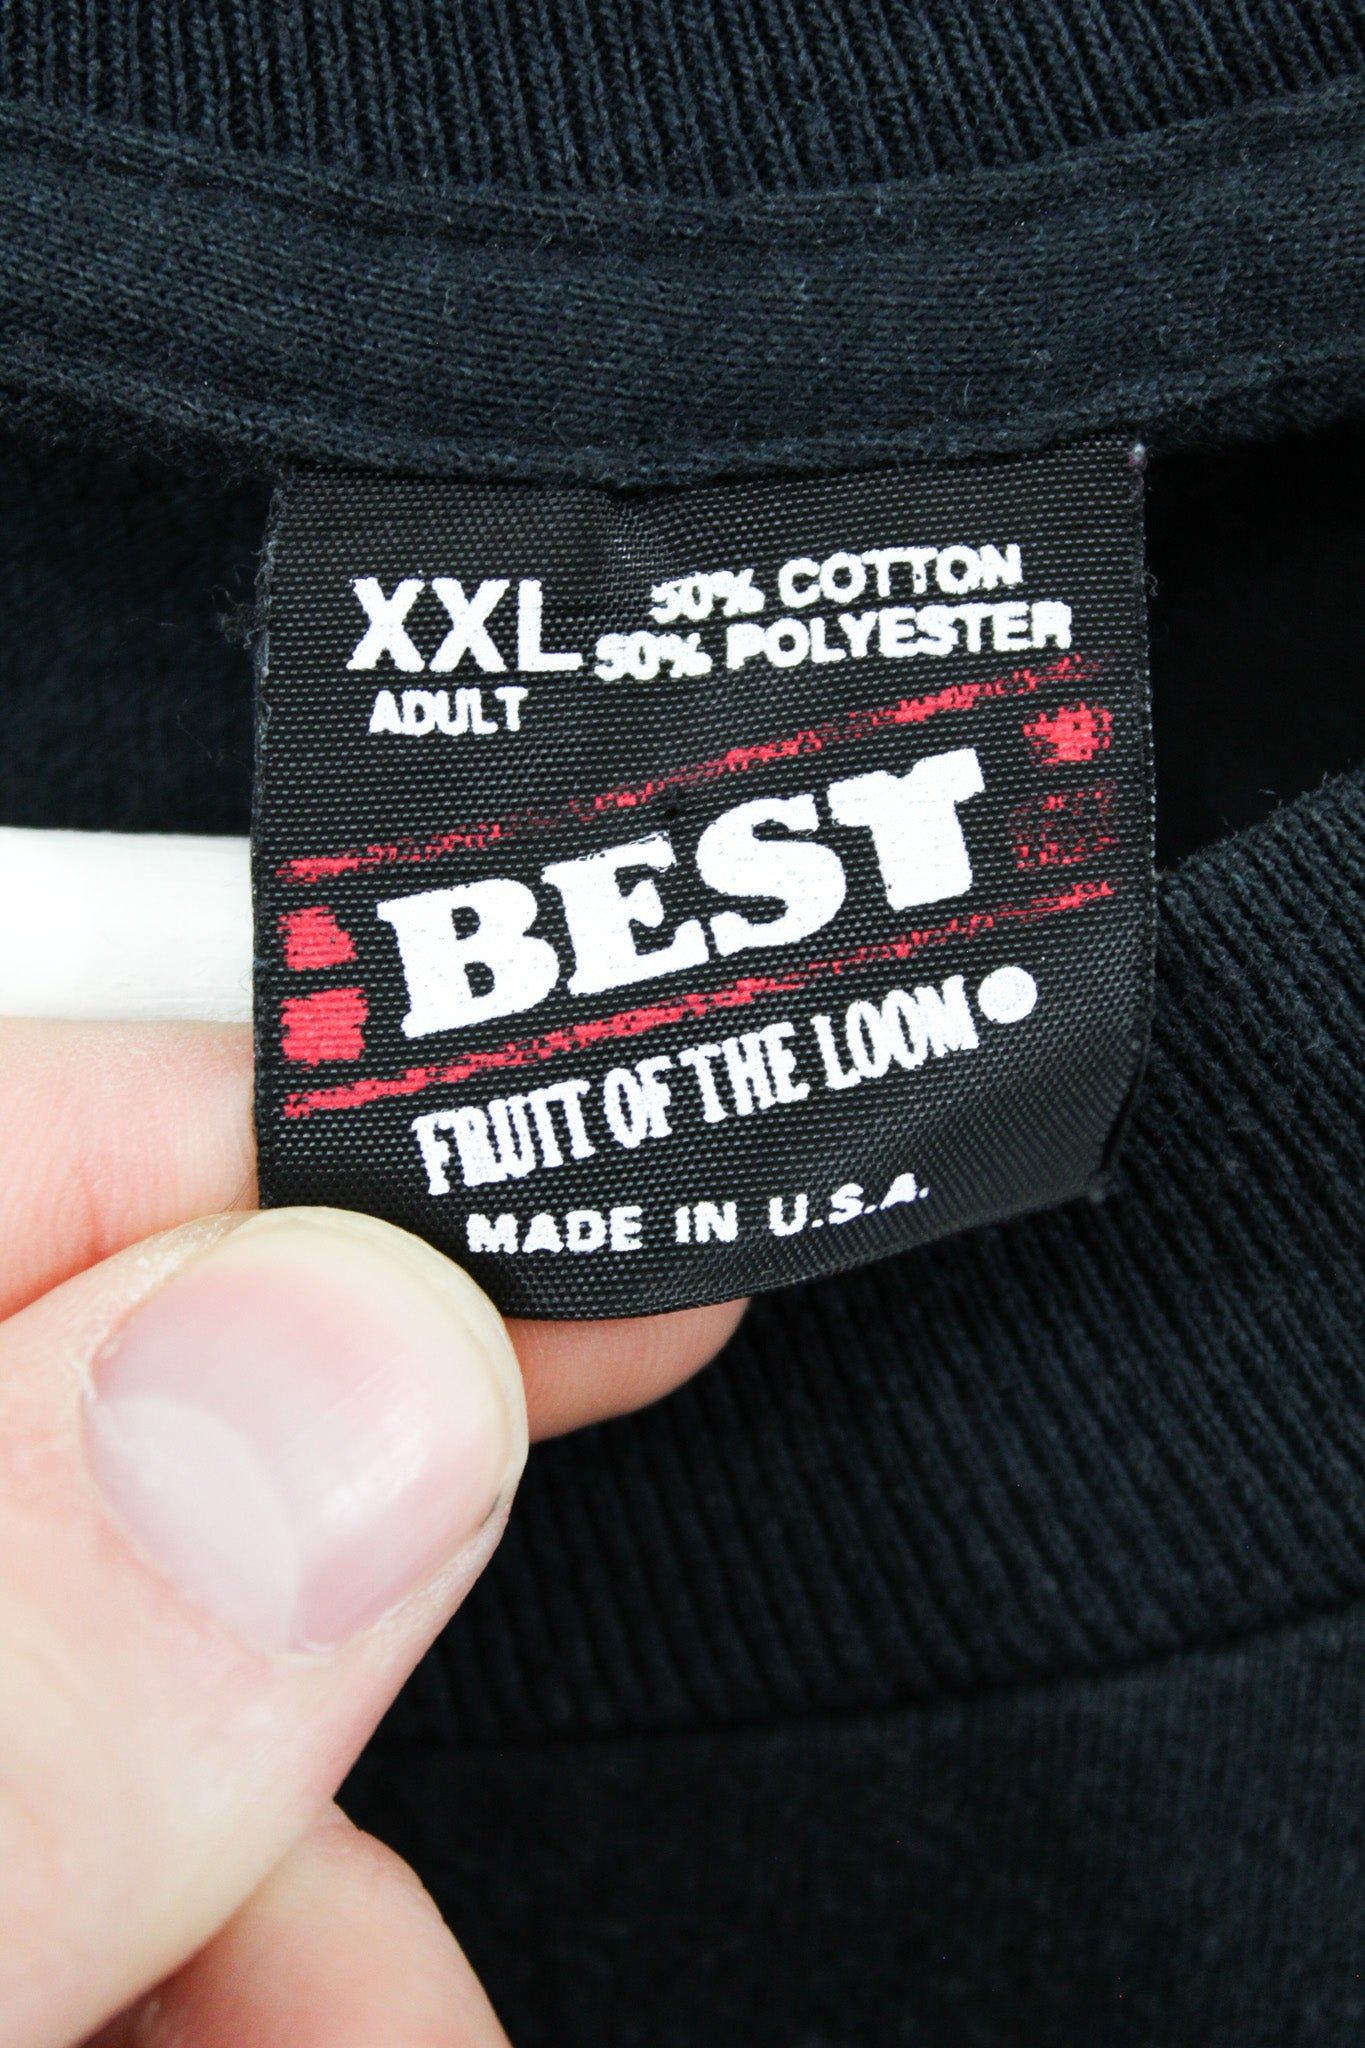 XXL
ADULT
50% COTTON
50% POLYESTER
BEST
FRUIT OF THE LOOM
MADE IN U.S.A.